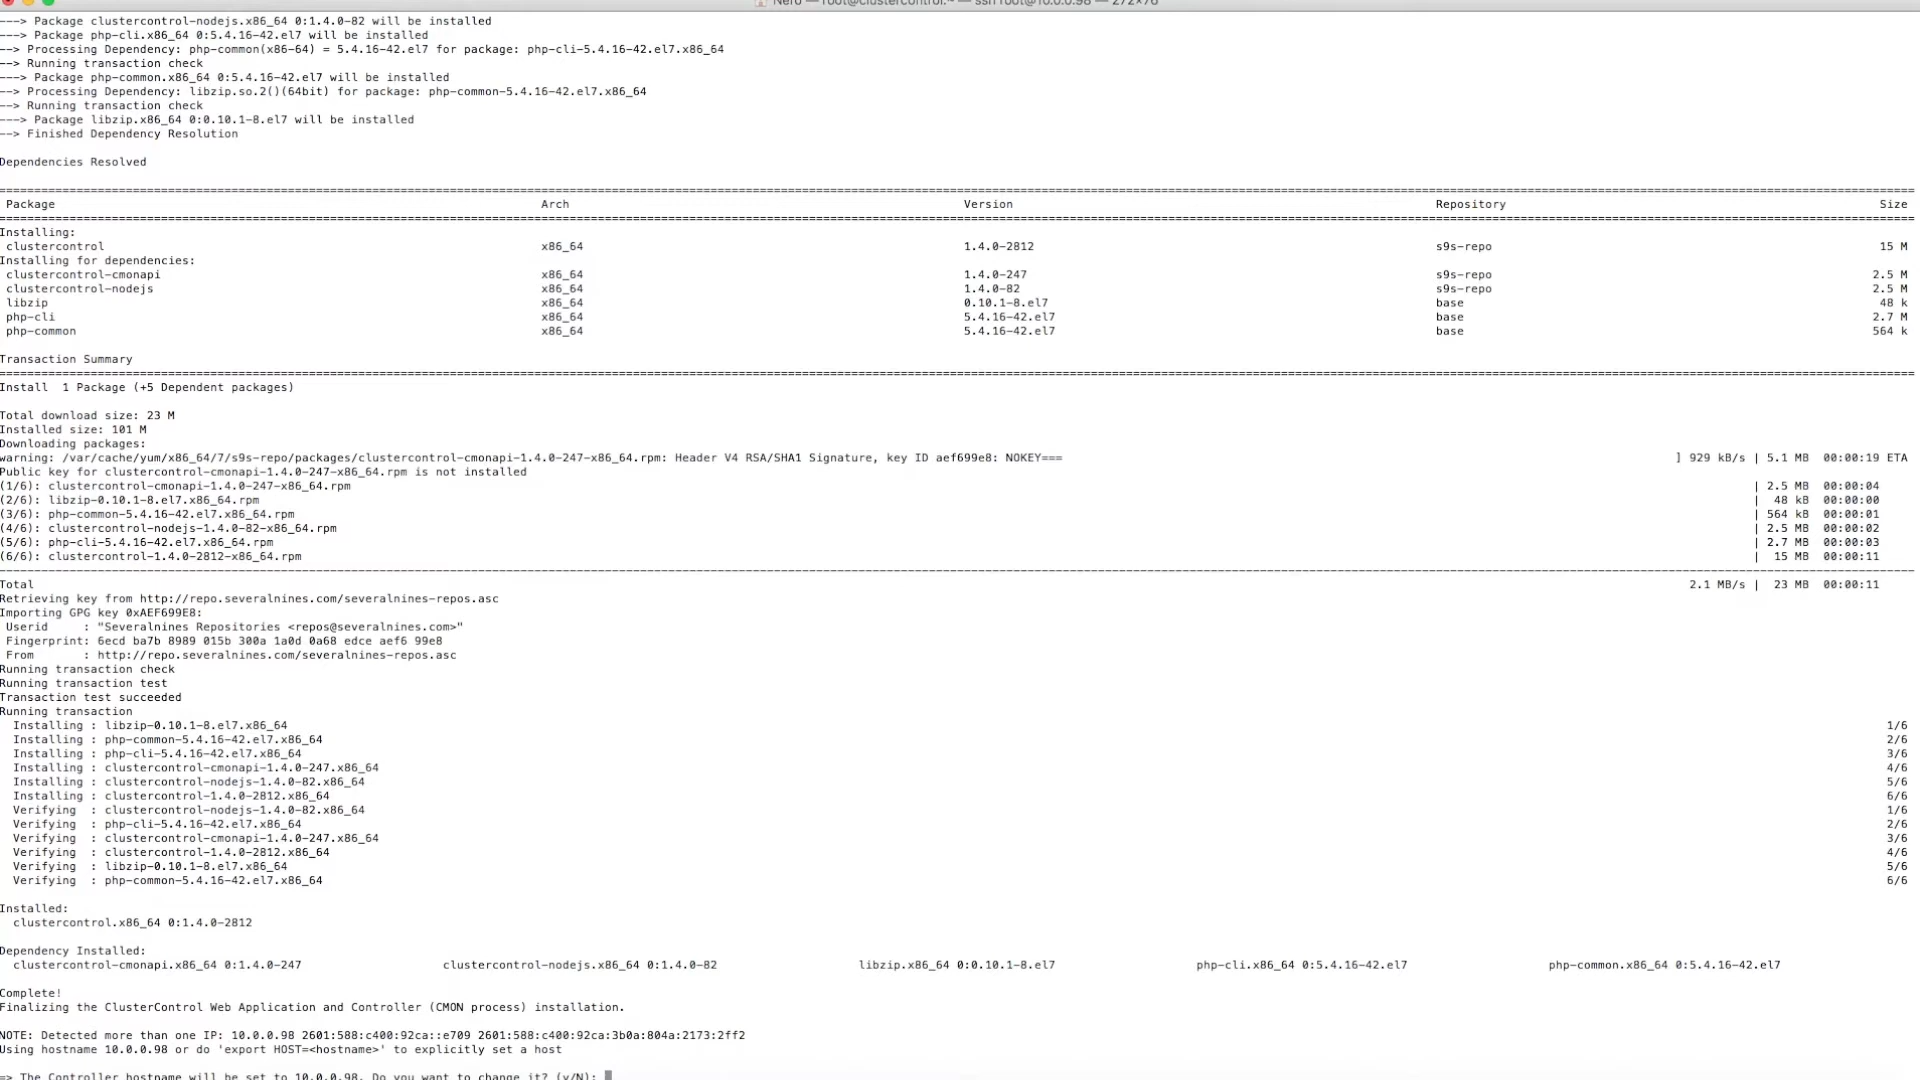 Nero — root@clustercontrol:~ — ssh root@10.0.0.98 — 272×76
---> Package clustercontrol-nodejs.x86_64 0:1.4.0-82 will be installed
---> Package php-cli.x86_64 0:5.4.16-42.el7 will be installed
--> Processing Dependency: php-common(x86-64) = 5.4.16-42.el7 for package: php-cli-5.4.16-42.el7.x86_64
--> Running transaction check
---> Package php-common.x86_64 0:5.4.16-42.el7 will be installed
--> Processing Dependency: libzip.so.2()(64bit) for package: php-common-5.4.16-42.el7.x86_64
--> Running transaction check
---> Package libzip.x86_64 0:0.10.1-8.el7 will be installed
--> Finished Dependency Resolution
Dependencies Resolved
Package Arch Version Repository Size
Installing:
clustercontrol x86_64 1.4.0-2812 s9s-repo 15 M
Installing for dependencies:
clustercontrol-cmonapi x86_64 1.4.0-247 s9s-repo 2.5 M
clustercontrol-nodejs x86_64 1.4.0-82 s9s-repo 2.5 M
libzip x86_64 0.10.1-8.el7 base 48 k
php-cli x86_64 5.4.16-42.el7 base 2.7 M
php-common x86_64 5.4.16-42.el7 base 564 k
Transaction Summary
Install  1 Package (+5 Dependent packages)
Total download size: 23 M
Installed size: 101 M
Downloading packages:
warning: /var/cache/yum/x86_64/7/s9s-repo/packages/clustercontrol-cmonapi-1.4.0-247-x86_64.rpm: Header V4 RSA/SHA1 Signature, key ID aef699e8: NOKEY=== ] 929 kB/s | 5.1 MB  00:00:19 ETA
Public key for clustercontrol-cmonapi-1.4.0-247-x86_64.rpm is not installed
(1/6): clustercontrol-cmonapi-1.4.0-247-x86_64.rpm | 2.5 MB  00:00:04
(2/6): libzip-0.10.1-8.el7.x86_64.rpm | 48 kB  00:00:00
(3/6): php-common-5.4.16-42.el7.x86_64.rpm | 564 kB  00:00:01
(4/6): clustercontrol-nodejs-1.4.0-82-x86_64.rpm | 2.5 MB  00:00:02
(5/6): php-cli-5.4.16-42.el7.x86_64.rpm | 2.7 MB  00:00:03
(6/6): clustercontrol-1.4.0-2812-x86_64.rpm | 15 MB  00:00:11
Total 2.1 MB/s |  23 MB  00:00:11
Retrieving key from http://repo.severalnines.com/severalnines-repos.asc
Importing GPG key 0xAEF699E8:
Userid     : "Severalnines Repositories <repos@severalnines.com>"
Fingerprint: 6ecd ba7b 8989 015b 300a 1a0d 0a68 edce aef6 99e8
From       : http://repo.severalnines.com/severalnines-repos.asc
Running transaction check
Running transaction test
Transaction test succeeded
Running transaction
Installing : libzip-0.10.1-8.el7.x86_64 1/6
Installing : php-common-5.4.16-42.el7.x86_64 2/6
Installing : php-cli-5.4.16-42.el7.x86_64 3/6
Installing : clustercontrol-cmonapi-1.4.0-247.x86_64 4/6
Installing : clustercontrol-nodejs-1.4.0-82.x86_64 5/6
Installing : clustercontrol-1.4.0-2812.x86_64 6/6
Verifying  : clustercontrol-nodejs-1.4.0-82.x86_64 1/6
Verifying  : php-cli-5.4.16-42.el7.x86_64 2/6
Verifying  : clustercontrol-cmonapi-1.4.0-247.x86_64 3/6
Verifying  : clustercontrol-1.4.0-2812.x86_64 4/6
Verifying  : libzip-0.10.1-8.el7.x86_64 5/6
Verifying  : php-common-5.4.16-42.el7.x86_64 6/6
Installed:
clustercontrol.x86_64 0:1.4.0-2812
Dependency Installed:
clustercontrol-cmonapi.x86_64 0:1.4.0-247 clustercontrol-nodejs.x86_64 0:1.4.0-82 libzip.x86_64 0:0.10.1-8.el7 php-cli.x86_64 0:5.4.16-42.el7 php-common.x86_64 0:5.4.16-42.el7
Complete!
Finalizing the ClusterControl Web Application and Controller (CMON process) installation.
NOTE: Detected more than one IP: 10.0.0.98 2601:588:c400:92ca::e709 2601:588:c400:92ca:3b0a:804a:2173:2ff2
Using hostname 10.0.0.98 or do 'export HOST=<hostname>' to explicitly set a host
=> The Controller hostname will be set to 10.0.0.98. Do you want to change it? (y/N):